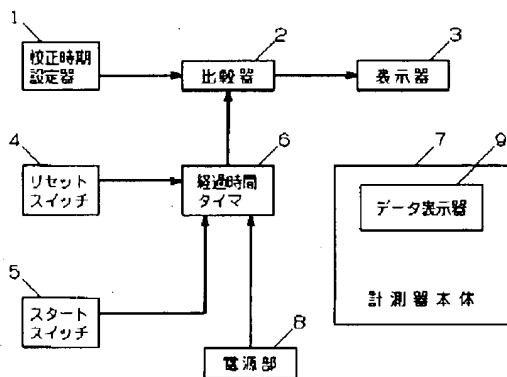 1
校正時期
設定器
2
比較器
3
表示器
4
リセット
スイッチ
6
経過時間
タイマ
7
9
データ表示器
計測器本体
5
スタート
スイッチ
8
電源部